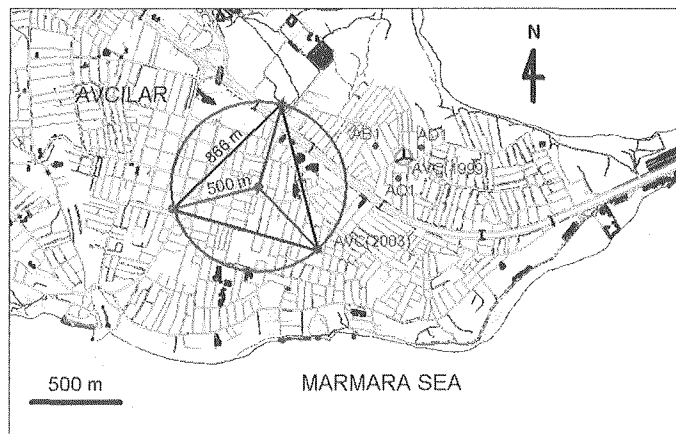 N
AVCILAR
AB1
AD1
866 m
AVC(1999)
500 m
AC1
AVC(2003)
500 m
MARMARA SEA